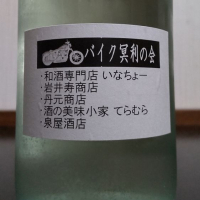 バイク冥利の会
・和酒専門店 いなちょー
・岩井寿商店
・丹元商店
・酒の美味小家 てらむら
・泉屋酒店